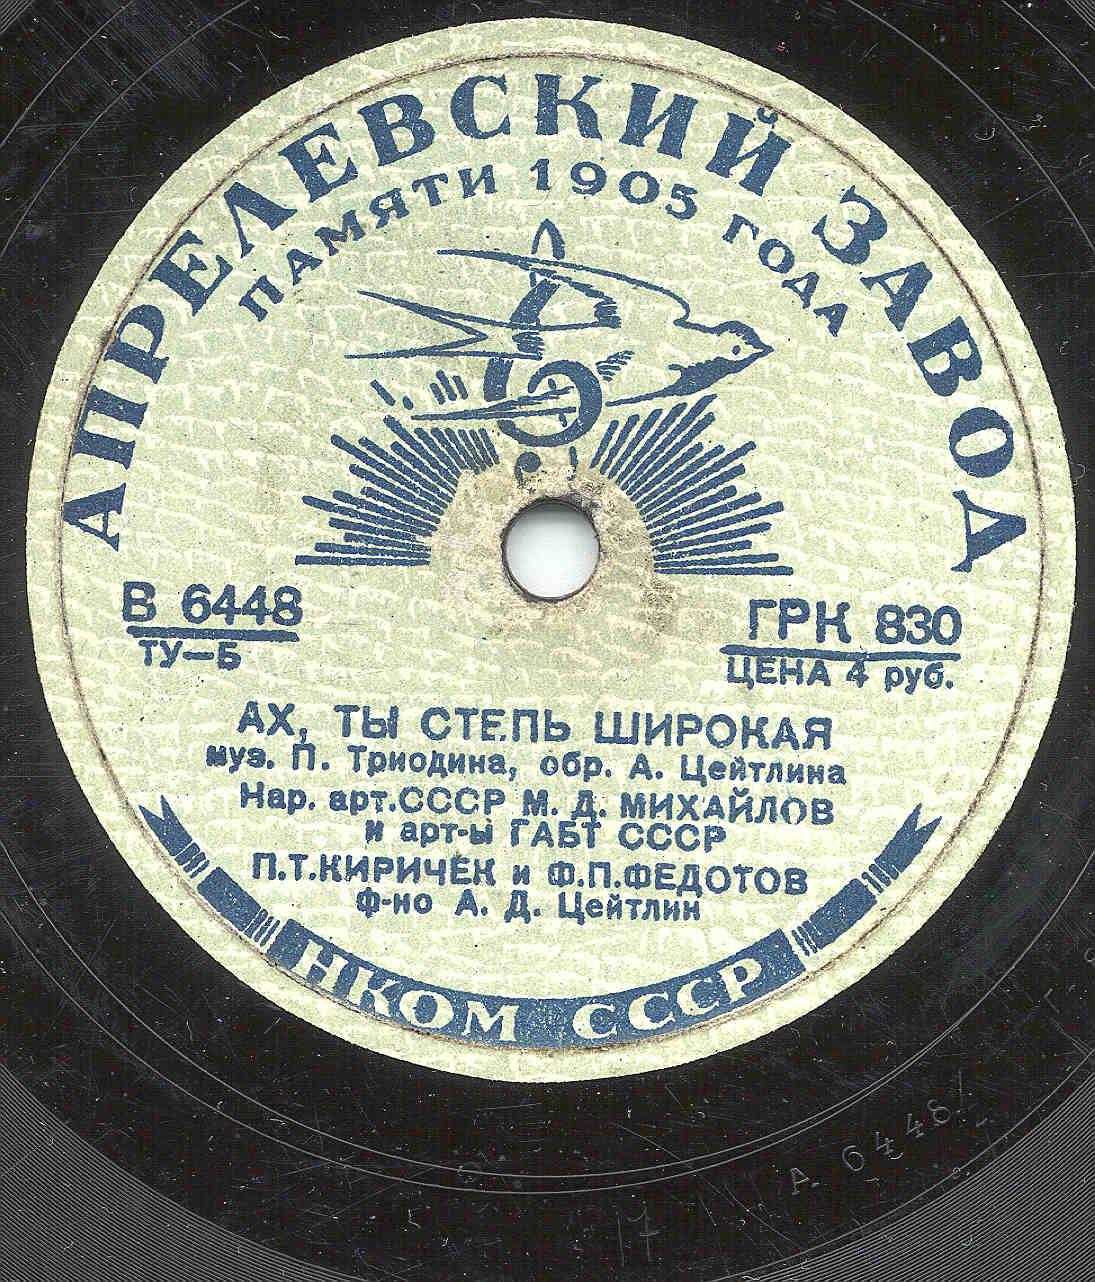 АПРЕЛЕВСКИЙ ЗАВОД
ПАМЯТИ 1905 ГОДА
В 6448
ТУ—Б
ГРК 830
ЦЕНА 4 руб.
АХ, ТЫ СТЕПЬ ШИРОКАЯ
муз. П. Триодина, обр. А. Цейтлина
Нар. арт.СССР М. Д. МИХАЙЛОВ
и арт-ы ГАБТ СССР
П.Т.КИРИЧЕК и Ф.П.ФЕДОТОВ
ф-но А. Д. Цейтлин
НКОМ СССР
А 6448
17